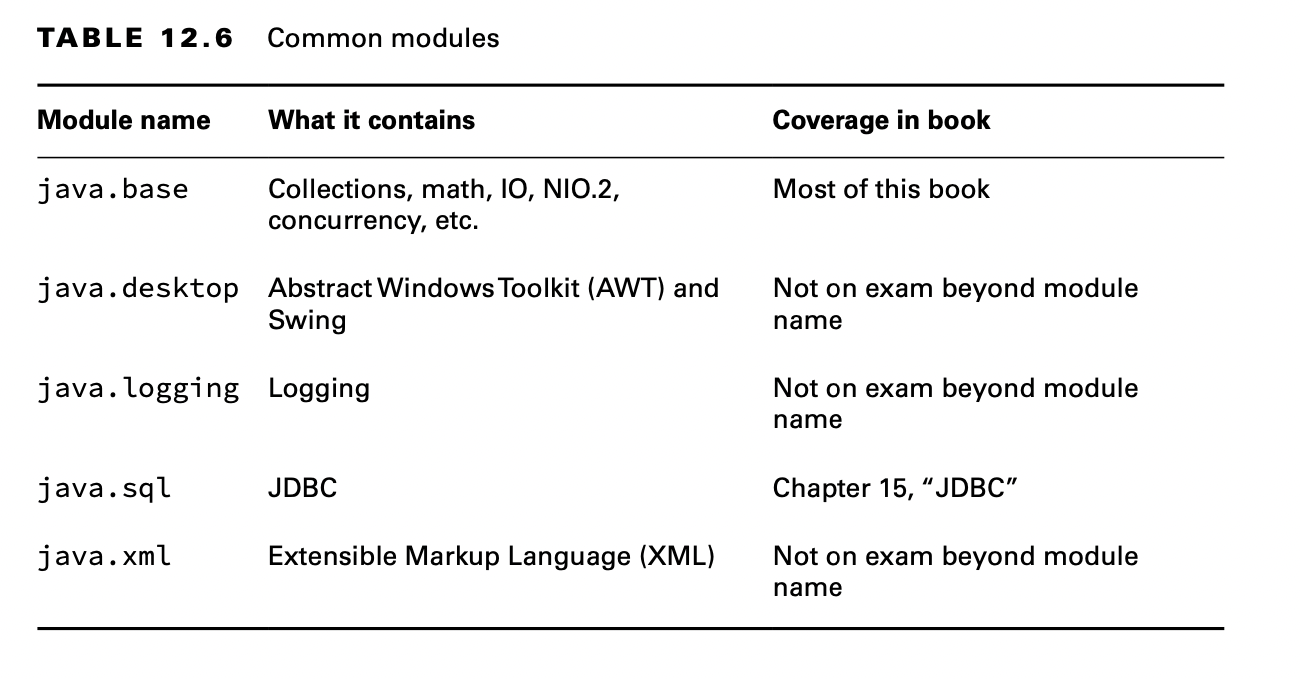 TABLE 12.6 Common modules
Module name What it contains Coverage in book
java.base Collections, math, IO, NIO.2, Most of this book
concurrency, etc.
java.desktop Abstract Windows Toolkit (AWT) and Not on exam beyond module
Swing name
java.logging Logging Not on exam beyond module
name
java.sql JDBC Chapter 15, “JDBC”
java.xml Extensible Markup Language (XML) Not on exam beyond module
name